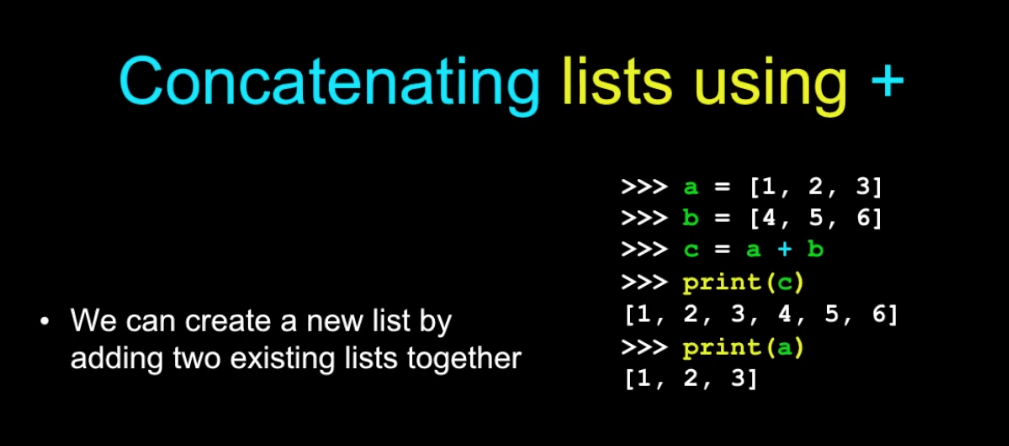 Concatenating lists using +
• We can create a new list by
adding two existing lists together
>>> a = [1, 2, 3]
>>> b = [4, 5, 6]
>>> c = a + b
>>> print(c)
[1, 2, 3, 4, 5, 6]
>>> print(a)
[1, 2, 3]